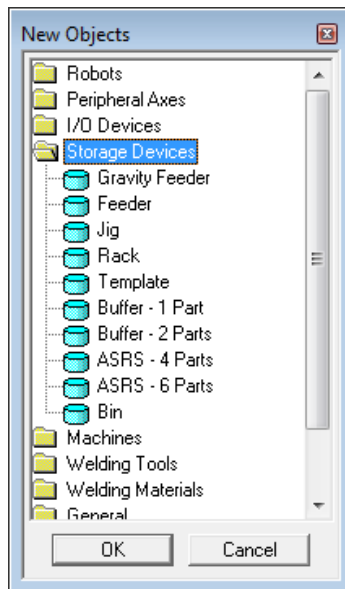 New Objects
Robots
Peripheral Axes
I/O Devices
Storage Devices
Gravity Feeder
Feeder
Jig
Rack
Template
Buffer - 1 Part
Buffer - 2 Parts
ASRS - 4 Parts
ASRS - 6 Parts
Bin
Machines
Welding Tools
Welding Materials
General
OK
Cancel